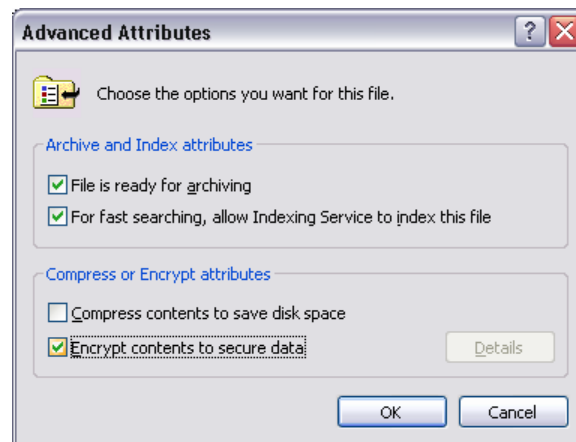 Advanced Attributes
?
X
Choose the options you want for this file.
Archive and Index attributes
File is ready for archiving
For fast searching, allow Indexing Service to index this file
Compress or Encrypt attributes
Compress contents to save disk space
Encrypt contents to secure data
Details
OK
Cancel